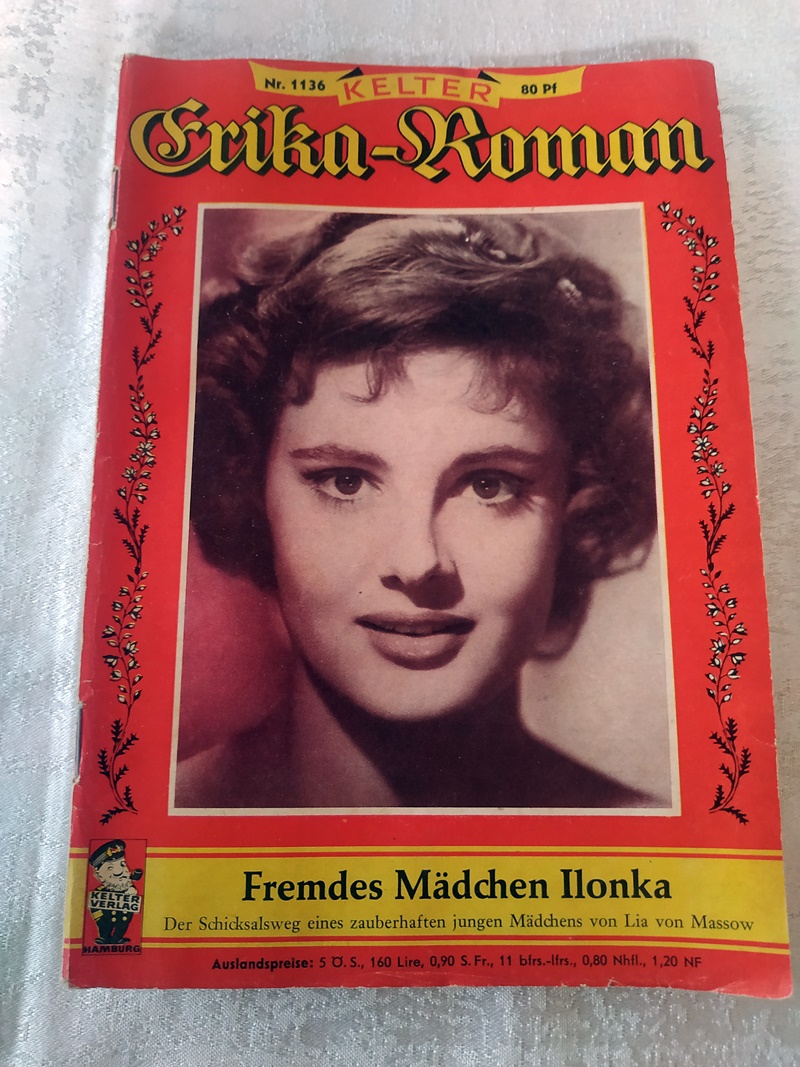 Nr. 1136 KELTER 80 Pf
Erika-Roman
KELTER
VERLAG
HAMBURG
Fremdes Mädchen Ilonka
Der Schicksalsweg eines zauberhaften jungen Mädchens von Lia von Massow
Auslandspreise: 5 Ö. S., 160 Lire, 0,90 S. Fr., 11 bfrs.-lfrs., 0,80 Nhfl., 1,20 NF